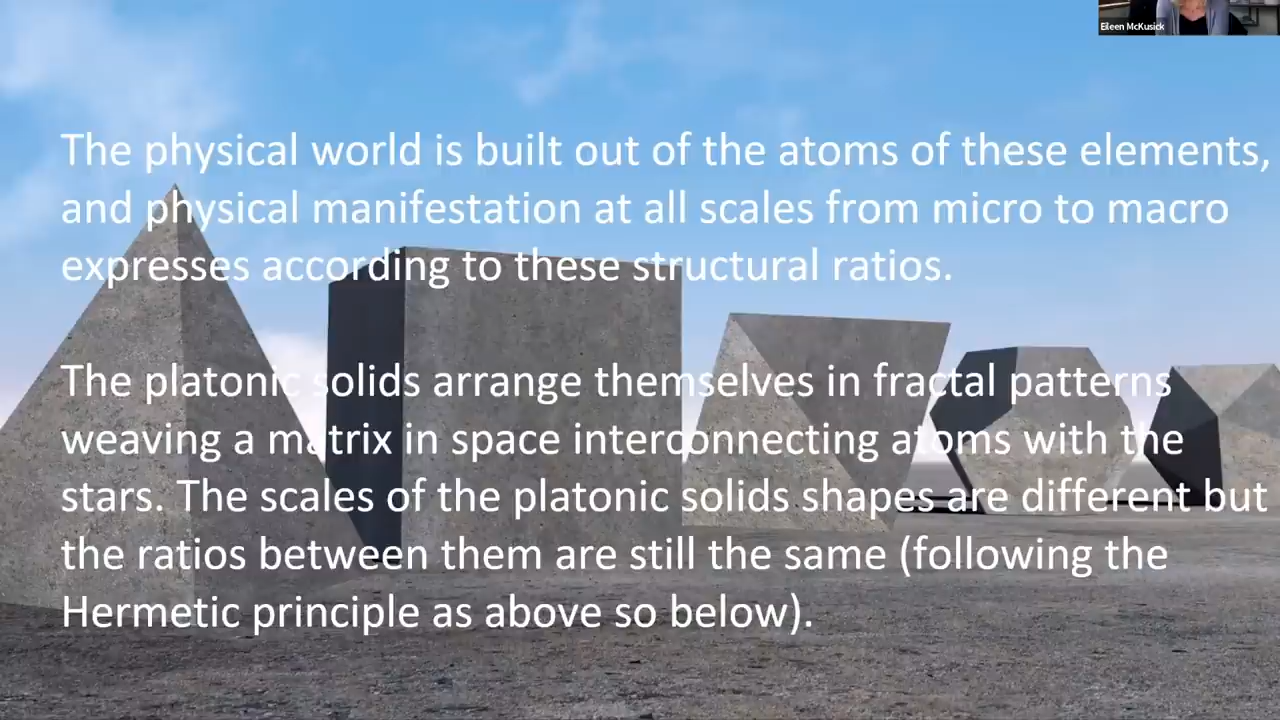 Eileen McKusick
The physical world is built out of the atoms of these elements,
and physical manifestation at all scales from micro to macro
expresses according to these structural ratios.
The platonic solids arrange themselves in fractal patterns
weaving a matrix in space interconnecting atoms with the
stars. The scales of the platonic solids shapes are different but
the ratios between them are still the same (following the
Hermetic principle as above so below).